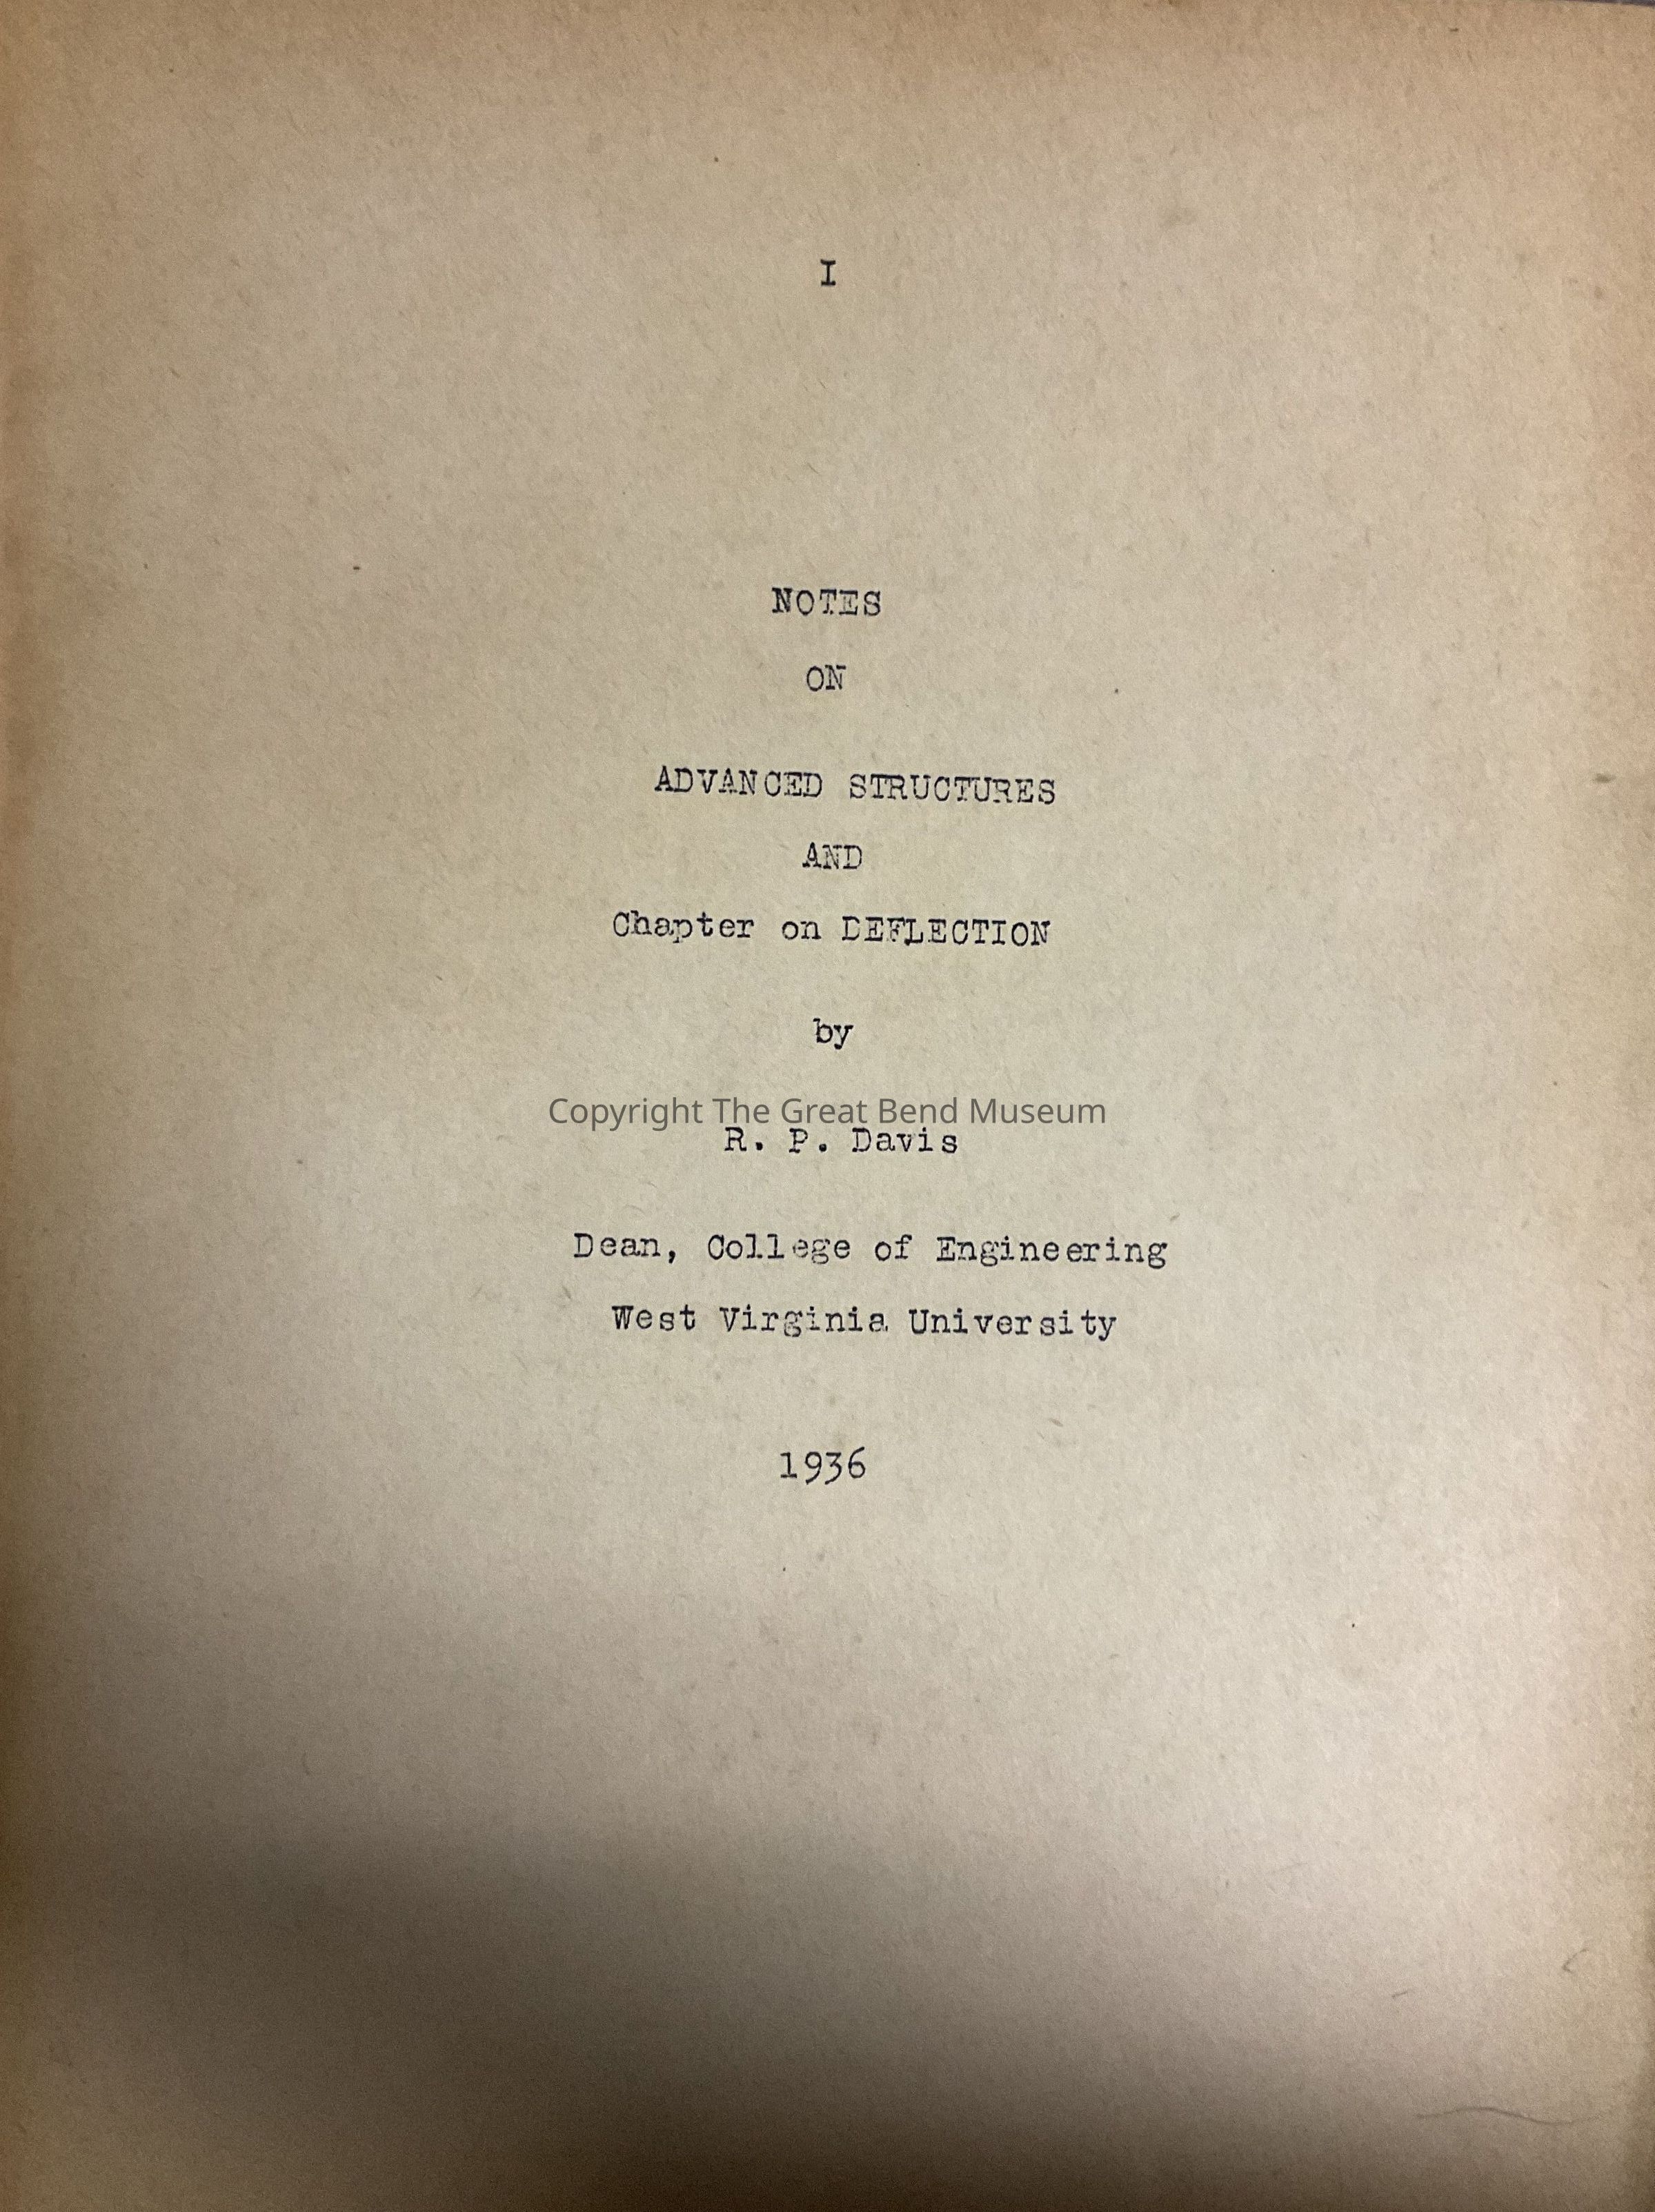 I
NOTES
ON
ADVANCED STRUCTURES
AND
Chapter on DEFLECTION
by
Copyright The Great Bend Museum
R. P. Davis
Dean, College of Engineering
West Virginia University
1936